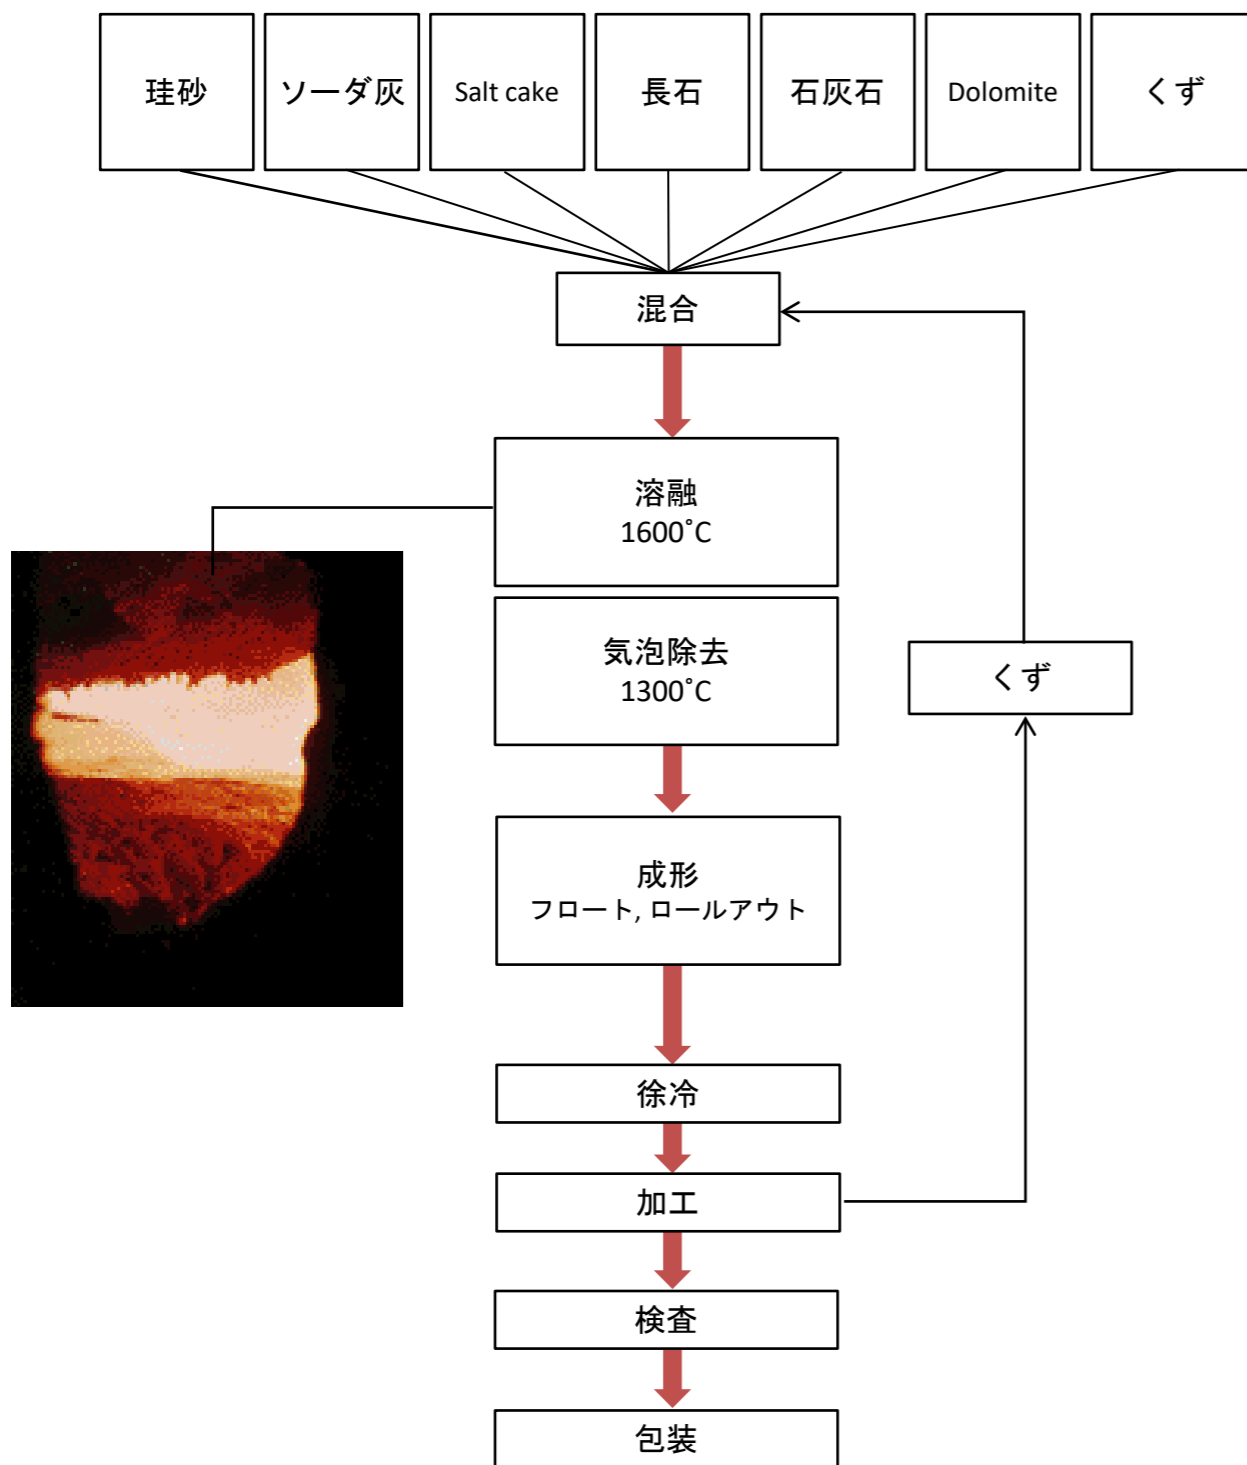 珪砂
ソーダ灰
Salt cake
長石
石灰石
Dolomite
くず
混合
溶融
1600˚C
気泡除去
1300˚C
くず
成形
フロート, ロールアウト
徐冷
加工
検査
包装